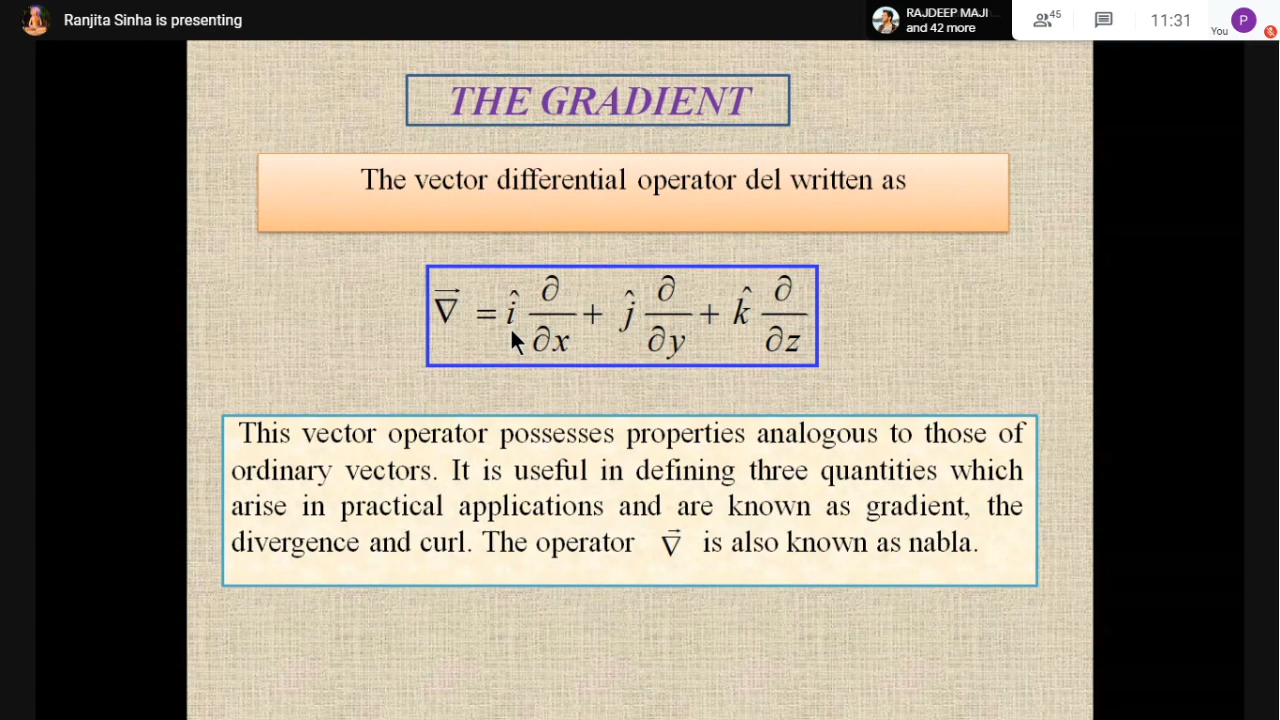 Ranjita Sinha is presenting
RAJDEEP MAJI
and 42 more
45
11:31
You
P
THE GRADIENT
The vector differential operator del written as
∇⃗ = î ∂/∂x + ĵ ∂/∂y + k̂ ∂/∂z
This vector operator possesses properties analogous to those of
ordinary vectors. It is useful in defining three quantities which
arise in practical applications and are known as gradient, the
divergence and curl. The operator ∇⃗ is also known as nabla.